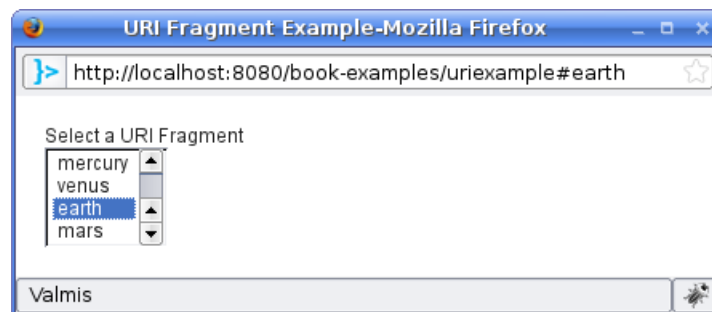 URI Fragment Example-Mozilla Firefox
http://localhost:8080/book-examples/uriexample#earth
Select a URI Fragment
mercury
venus
earth
mars
Valmis